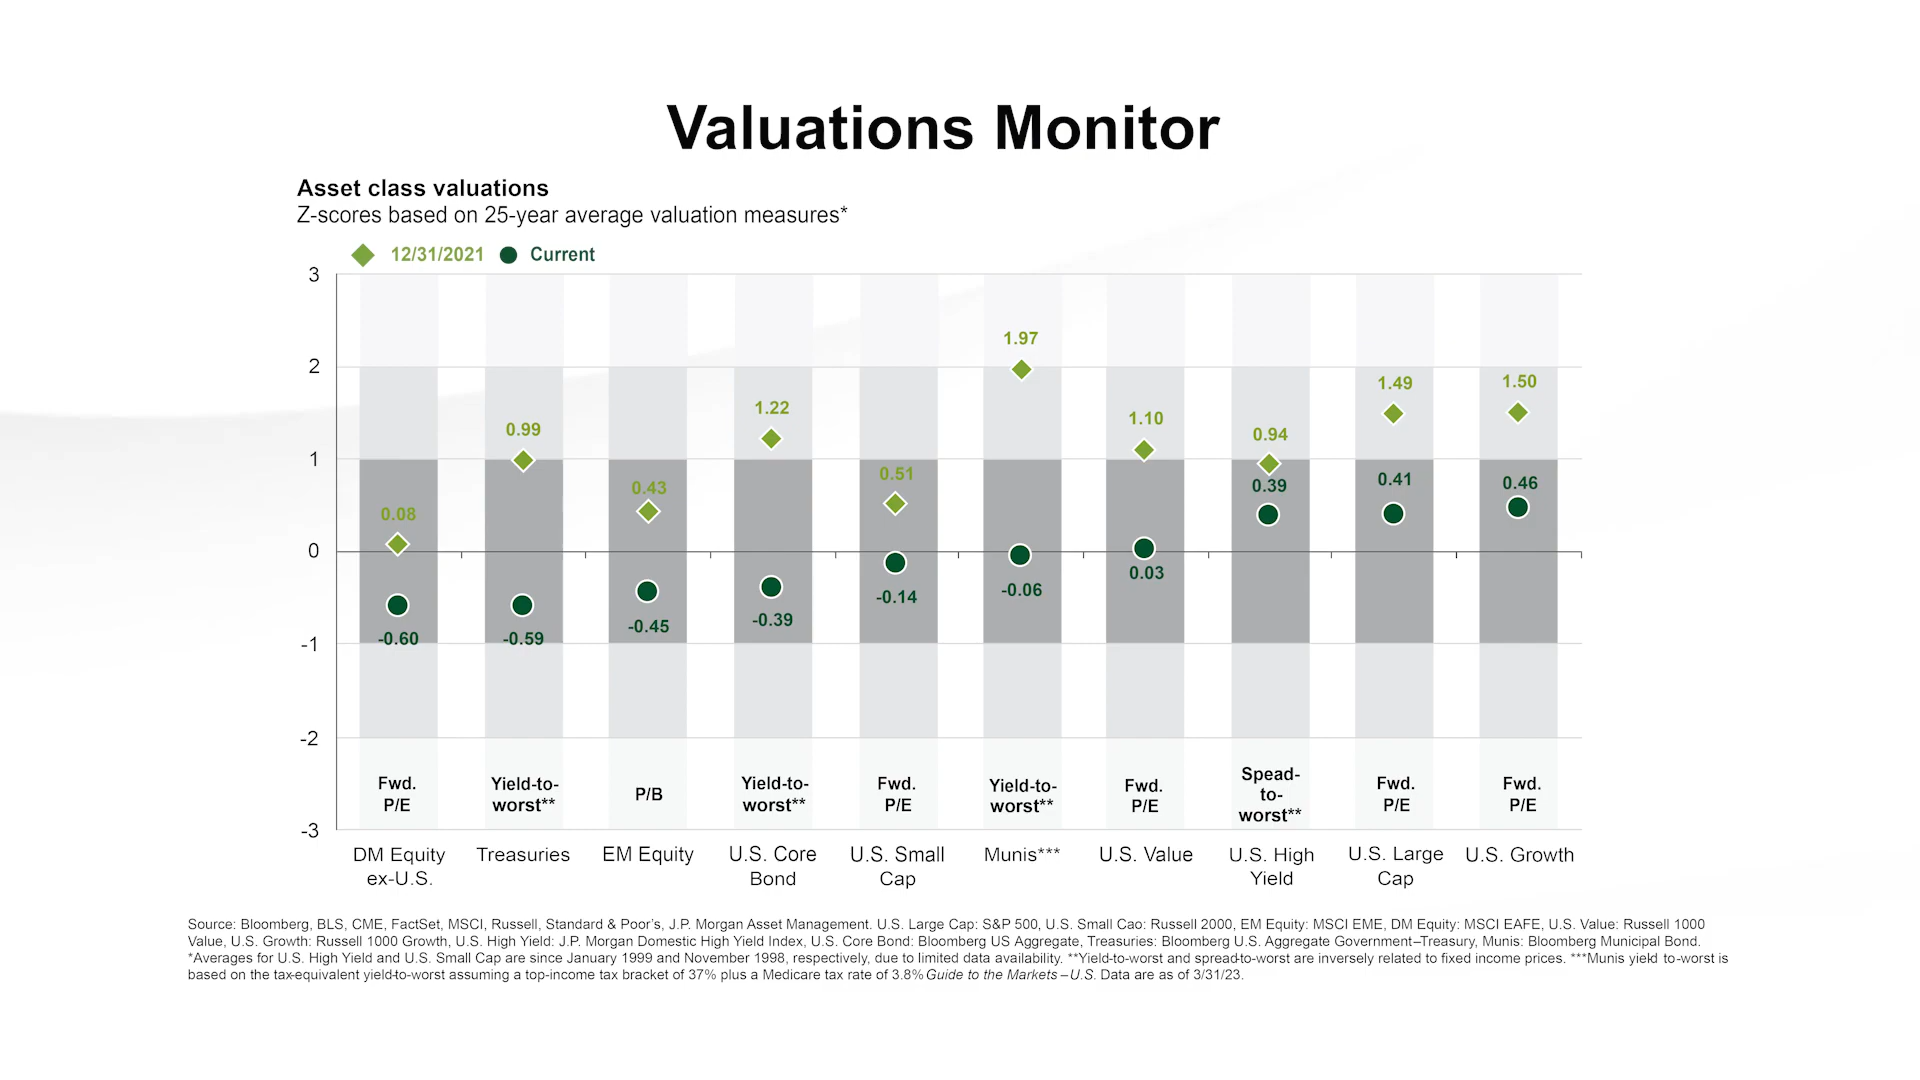 Valuations Monitor
Asset class valuations
Z-scores based on 25-year average valuation measures*
12/31/2021 Current
3
2
1
0
-1
-2
-3
0.08
0.99
0.43
1.22
0.51
1.97
1.10
0.94
1.49
1.50
-0.60
-0.59
-0.45
-0.39
-0.14
-0.06
0.03
0.39
0.41
0.46
Fwd.
P/E
Yield-to-
worst**
P/B
Yield-to-
worst**
Fwd.
P/E
Yield-to-
worst**
Fwd.
P/E
Spead-
to-
worst**
Fwd.
P/E
Fwd.
P/E
DM Equity
ex-U.S.
Treasuries
EM Equity
U.S. Core
Bond
U.S. Small
Cap
Munis***
U.S. Value
U.S. High
Yield
U.S. Large
Cap
U.S. Growth
Source: Bloomberg, BLS, CME, FactSet, MSCI, Russell, Standard & Poor's, J.P. Morgan Asset Management. U.S. Large Cap: S&P 500, U.S. Small Cao: Russell 2000, EM Equity: MSCI EME, DM Equity: MSCI EAFE, U.S. Value: Russell 1000
Value, U.S. Growth: Russell 1000 Growth, U.S. High Yield: J.P. Morgan Domestic High Yield Index, U.S. Core Bond: Bloomberg US Aggregate, Treasuries: Bloomberg U.S. Aggregate Government–Treasury, Munis: Bloomberg Municipal Bond.
*Averages for U.S. High Yield and U.S. Small Cap are since January 1999 and November 1998, respectively, due to limited data availability. **Yield-to-worst and spread-to-worst are inversely related to fixed income prices. ***Munis yield to-worst is
based on the tax-equivalent yield-to-worst assuming a top-income tax bracket of 37% plus a Medicare tax rate of 3.8% Guide to the Markets – U.S. Data are as of 3/31/23.